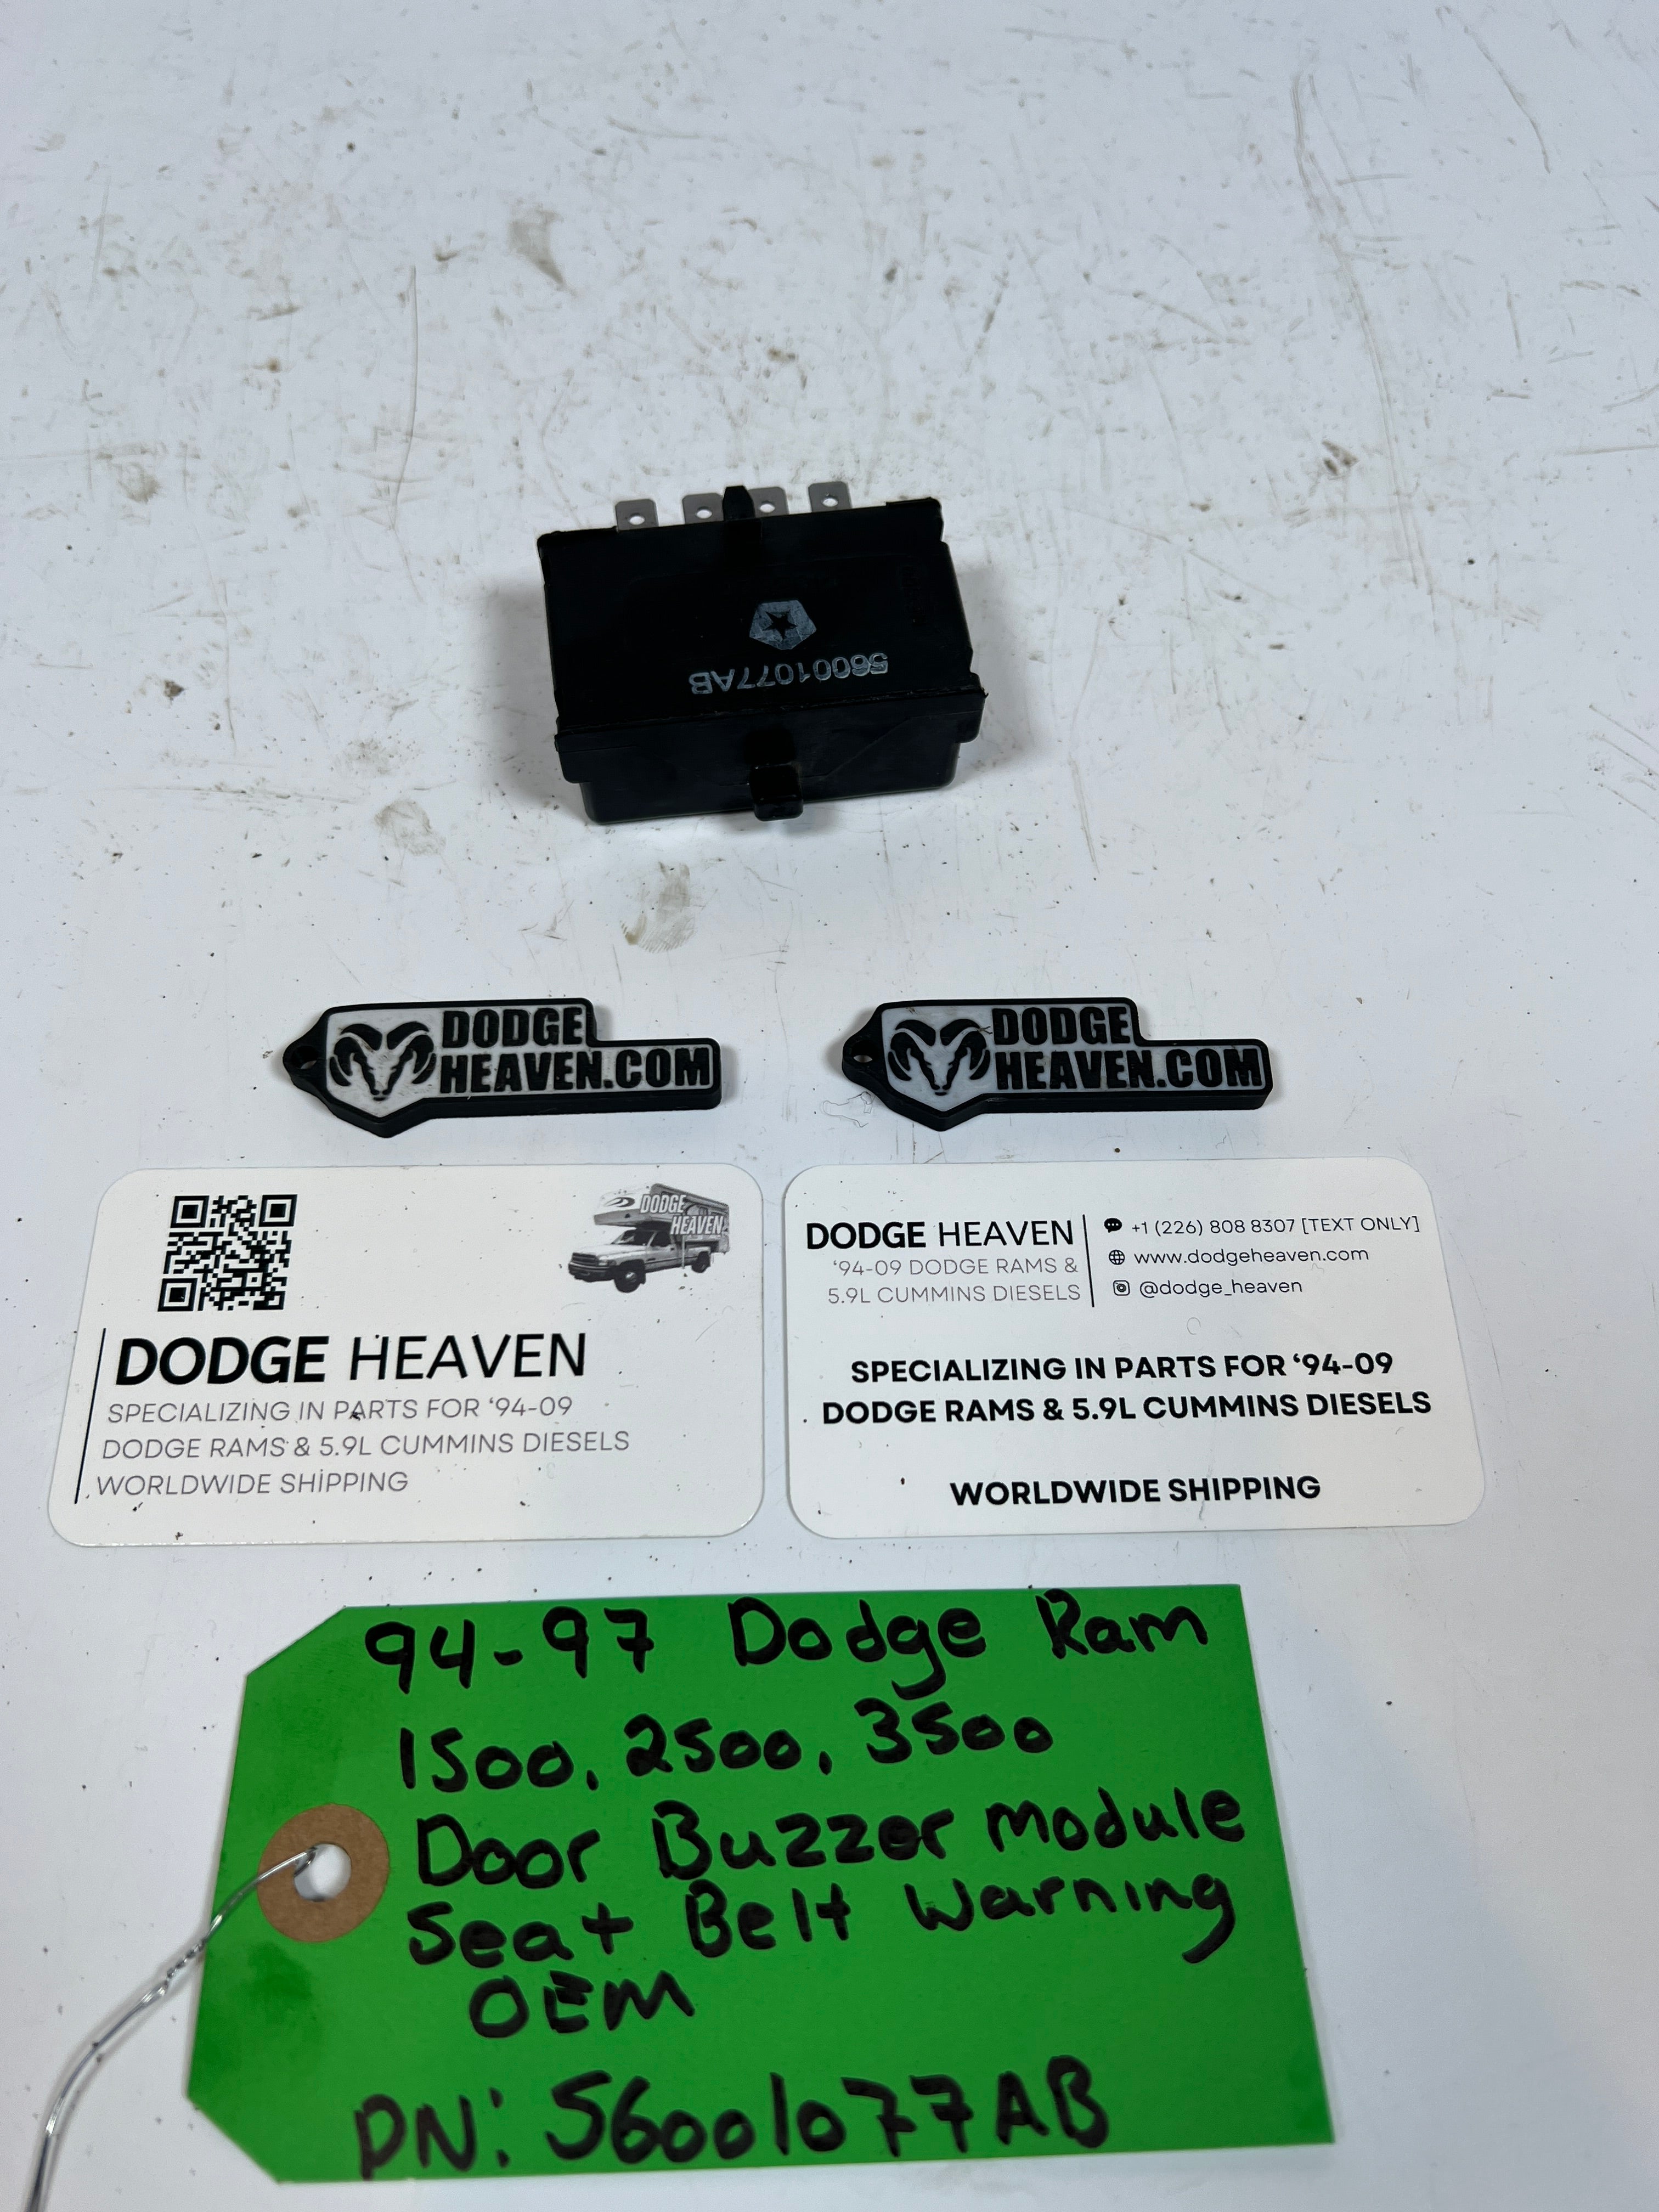 56001077AB
DODGE
HEAVEN.COM
DODGE
HEAVEN.COM
DODGE
HEAVEN
DODGE HEAVEN
SPECIALIZING IN PARTS FOR ‘94-09
DODGE RAMS & 5.9L CUMMINS DIESELS
WORLDWIDE SHIPPING
DODGE HEAVEN
‘94-09 DODGE RAMS &
5.9L CUMMINS DIESELS
+1 (226) 808 8307 [TEXT ONLY]
www.dodgeheaven.com
@dodge_heaven
SPECIALIZING IN PARTS FOR ‘94-09
DODGE RAMS & 5.9L CUMMINS DIESELS
WORLDWIDE SHIPPING
94-97 Dodge Ram
1500, 2500, 3500
Door Buzzer module
Seat Belt Warning
OEM
PN: 56001077AB